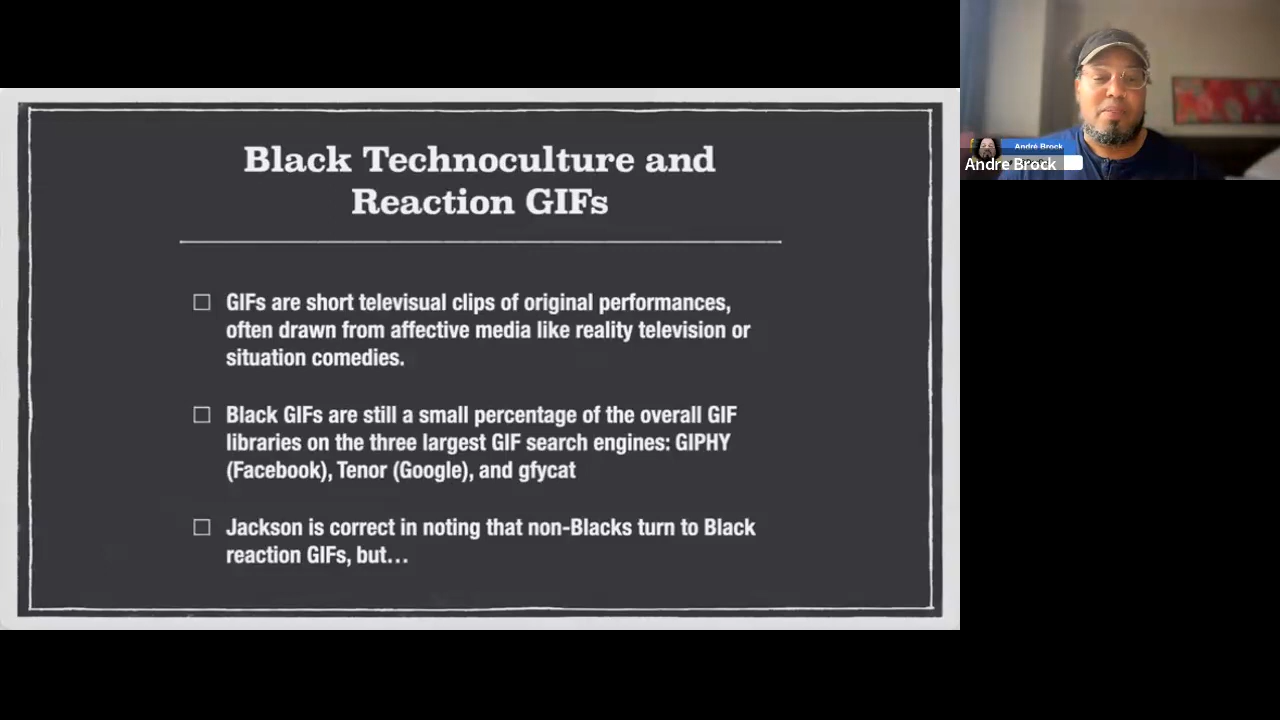 Black Technoculture and
Reaction GIFs
GIFs are short televisual clips of original performances,
often drawn from affective media like reality television or
situation comedies.
Black GIFs are still a small percentage of the overall GIF
libraries on the three largest GIF search engines: GIPHY
(Facebook), Tenor (Google), and gfycat
Jackson is correct in noting that non-Blacks turn to Black
reaction GIFs, but…
André Brock
Andre Brock